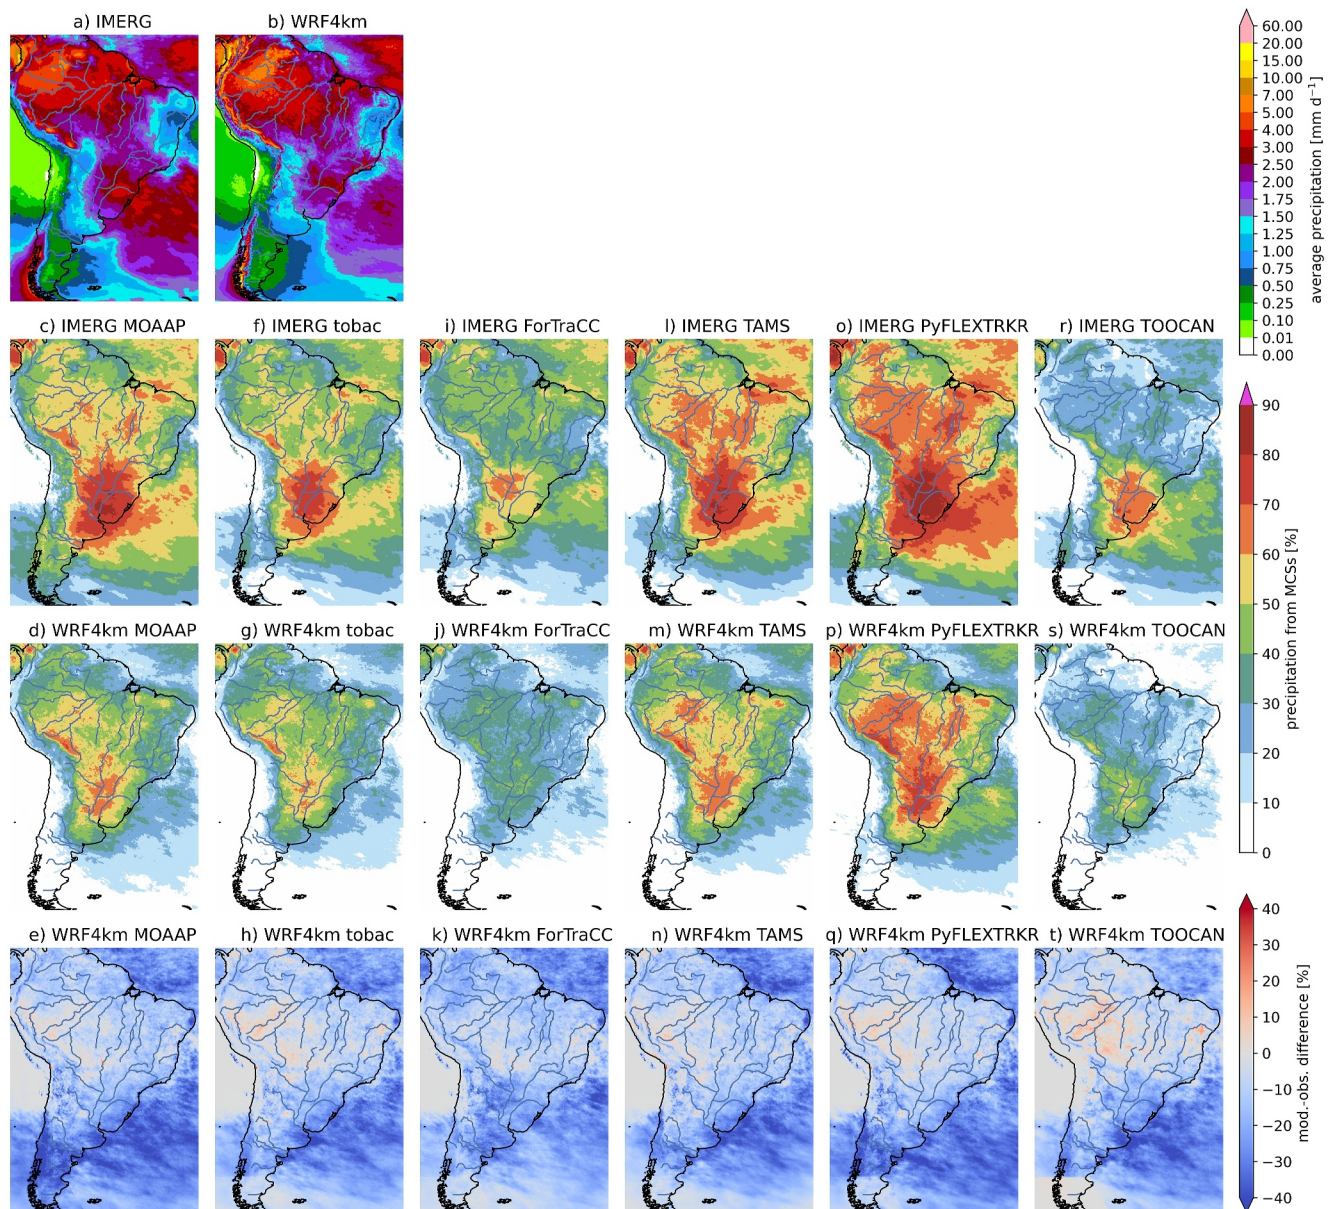 a) IMERG
b) WRF4km
60.00
20.00
15.00
10.00
7.00
5.00
4.00
3.00
2.50
2.00
1.75
1.50
1.25
1.00
0.75
0.50
0.25
0.10
0.01
0.00
average precipitation [mm d⁻¹]
c) IMERG MOAAP
f) IMERG tobac
i) IMERG ForTraCC
l) IMERG TAMS
o) IMERG PyFLEXTRKR
r) IMERG TOOCAN
d) WRF4km MOAAP
g) WRF4km tobac
j) WRF4km ForTraCC
m) WRF4km TAMS
p) WRF4km PyFLEXTRKR
s) WRF4km TOOCAN
90
80
70
60
50
40
30
20
10
0
precipitation from MCSs [%]
e) WRF4km MOAAP
h) WRF4km tobac
k) WRF4km ForTraCC
n) WRF4km TAMS
q) WRF4km PyFLEXTRKR
t) WRF4km TOOCAN
40
30
20
10
0
−10
−20
−30
−40
mod.-obs. difference [%]